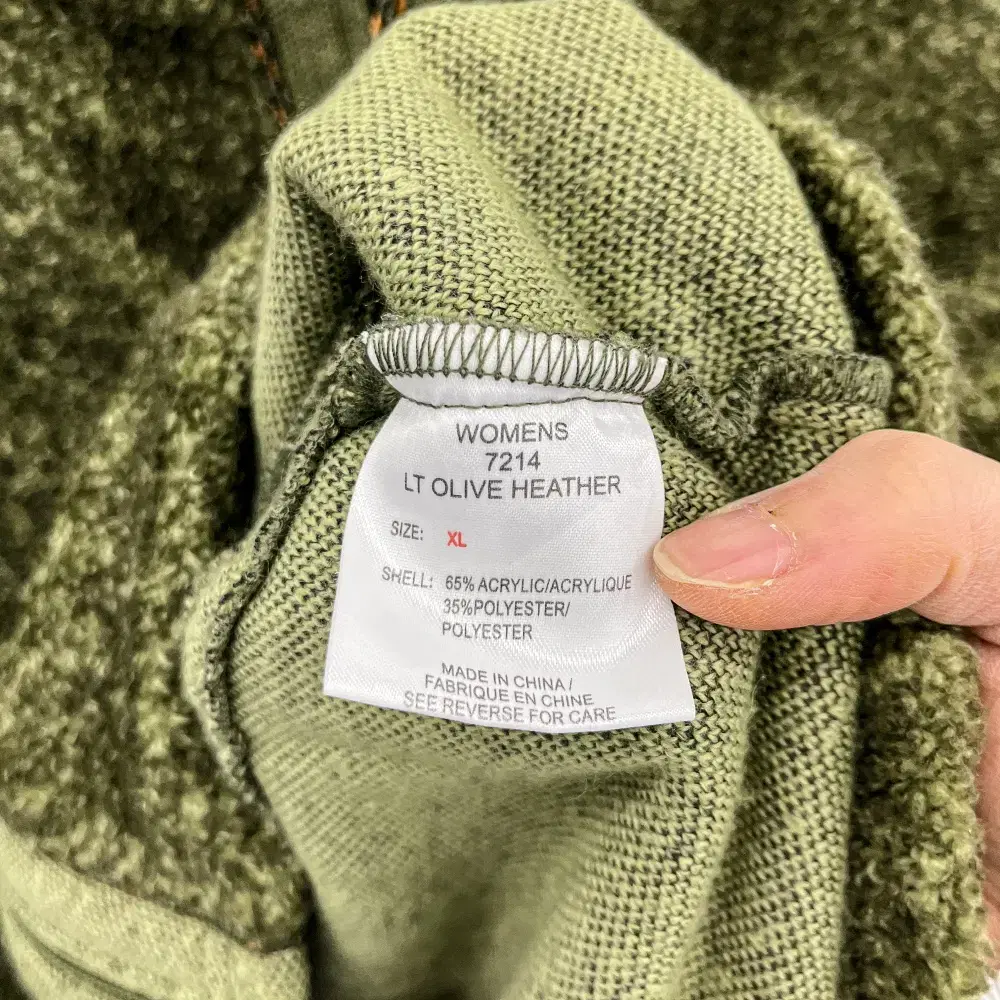 WOMENS
7214
LT OLIVE HEATHER
SIZE: XL
SHELL: 65% ACRYLIC/ACRYLIQUE
35%POLYESTER/
POLYESTER
MADE IN CHINA/
FABRIQUE EN CHINE
SEE REVERSE FOR CARE